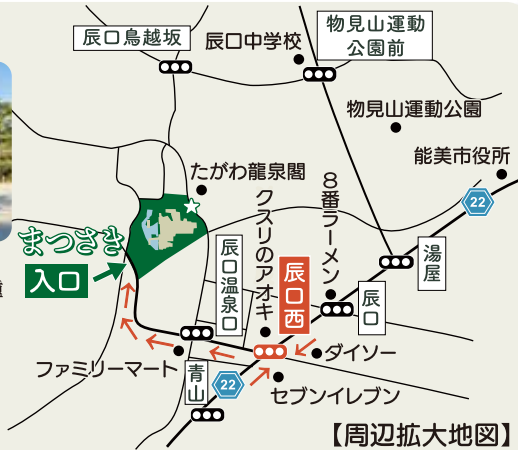 辰口鳥越坂
辰口中学校
物見山運動
公園前
物見山運動公園
能美市役所
たがわ龍泉閣
22
8番ラーメン
クスリのアオキ
まつさき
入口
辰口温泉口
辰口西
湯屋
辰口
ダイソー
ファミリーマート
青山
22
セブンイレブン
【周辺拡大地図】